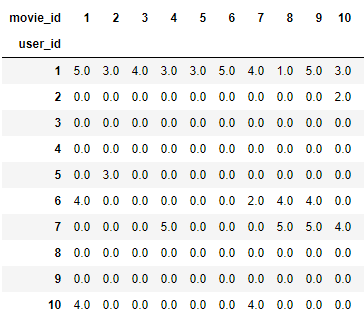 movie_id 1 2 3 4 5 6 7 8 9 10
user_id
1 5.0 3.0 4.0 3.0 3.0 5.0 4.0 1.0 5.0 3.0
2 0.0 0.0 0.0 0.0 0.0 0.0 0.0 0.0 0.0 2.0
3 0.0 0.0 0.0 0.0 0.0 0.0 0.0 0.0 0.0 0.0
4 0.0 0.0 0.0 0.0 0.0 0.0 0.0 0.0 0.0 0.0
5 0.0 3.0 0.0 0.0 0.0 0.0 0.0 0.0 0.0 0.0
6 4.0 0.0 0.0 0.0 0.0 0.0 2.0 4.0 4.0 0.0
7 0.0 0.0 0.0 5.0 0.0 0.0 5.0 5.0 5.0 4.0
8 0.0 0.0 0.0 0.0 0.0 0.0 0.0 0.0 0.0 0.0
9 0.0 0.0 0.0 0.0 0.0 0.0 0.0 0.0 0.0 0.0
10 4.0 0.0 0.0 0.0 0.0 0.0 4.0 0.0 0.0 0.0